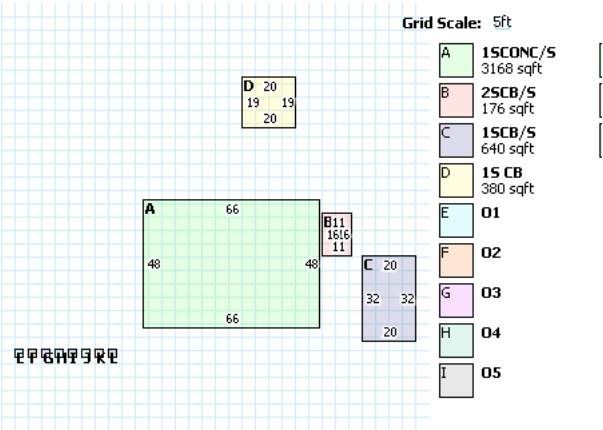 Grid Scale: 5ft
A 1SCONC/S
3168 sqft
B 2SCB/S
176 sqft
C 1SCB/S
640 sqft
D 1S CB
380 sqft
E O1
F O2
G O3
H O4
I O5
D 20
19 19
20
A 66
48 48
66
B 11
16 16
11
C 20
32 32
20
E F G H I J K L